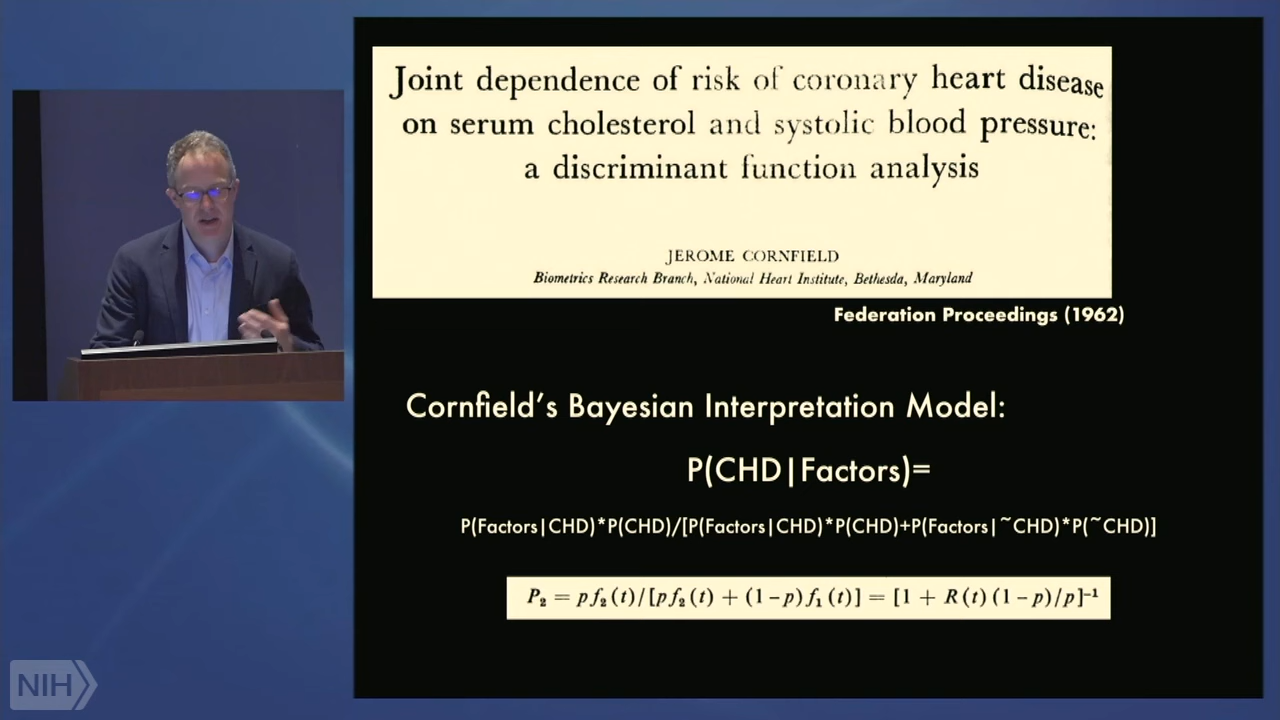 Joint dependence of risk of coronary heart disease
on serum cholesterol and systolic blood pressure:
a discriminant function analysis
JEROME CORNFIELD
Biometrics Research Branch, National Heart Institute, Bethesda, Maryland
Federation Proceedings (1962)
Cornfield's Bayesian Interpretation Model:
P(CHD|Factors)=
P(Factors|CHD)*P(CHD)/[P(Factors|CHD)*P(CHD)+P(Factors|~CHD)*P(~CHD)]
P₂ = pf₂(t)/[pf₂(t) + (1–p)f₁(t)] = [1 + R(t)(1–p)/p]⁻¹
NIH